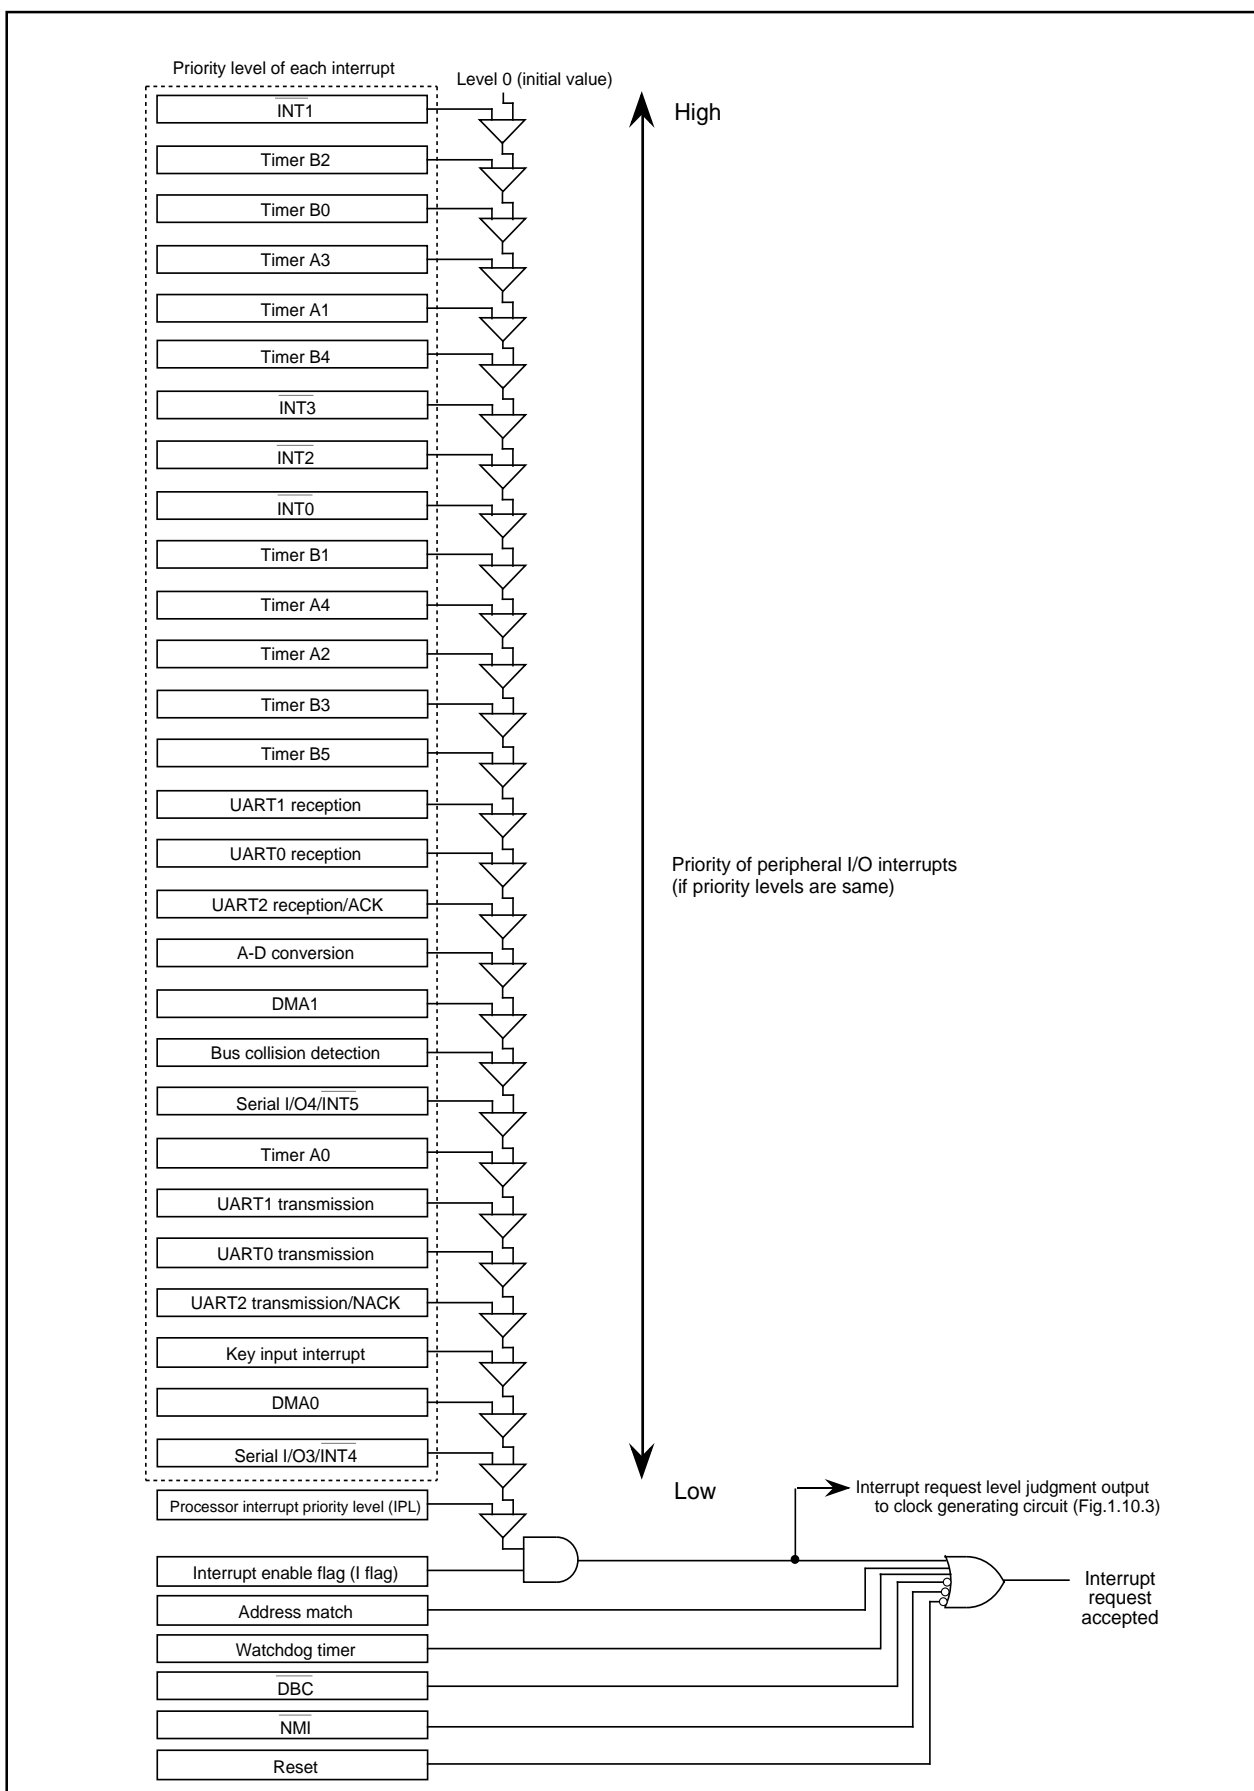 Priority level of each interrupt
Level 0 (initial value)
INT1
High
Timer B2
Timer B0
Timer A3
Timer A1
Timer B4
INT3
INT2
INT0
Timer B1
Timer A4
Timer A2
Timer B3
Timer B5
UART1 reception
UART0 reception
Priority of peripheral I/O interrupts
(if priority levels are same)
UART2 reception/ACK
A-D conversion
DMA1
Bus collision detection
Serial I/O4/INT5
Timer A0
UART1 transmission
UART0 transmission
UART2 transmission/NACK
Key input interrupt
DMA0
Serial I/O3/INT4
Low
Processor interrupt priority level (IPL)
Interrupt request level judgment output
to clock generating circuit (Fig.1.10.3)
Interrupt enable flag (I flag)
Interrupt
request
accepted
Address match
Watchdog timer
DBC
NMI
Reset